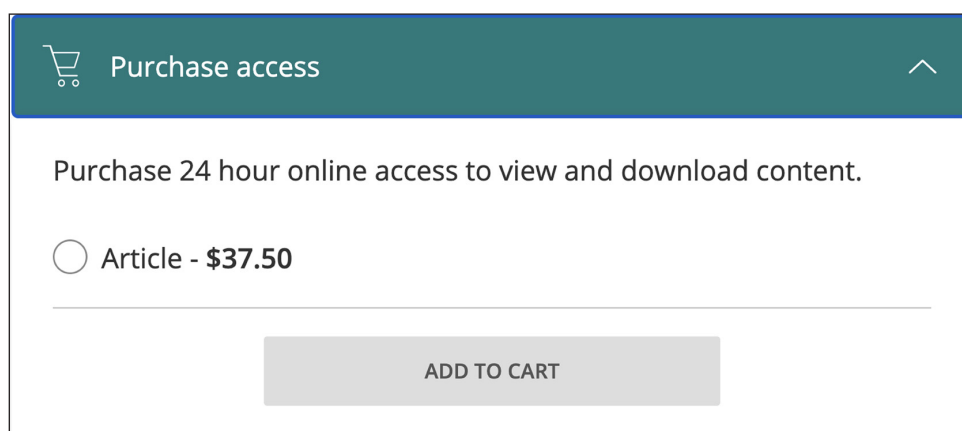 Purchase access
Purchase 24 hour online access to view and download content.
Article - $37.50
ADD TO CART